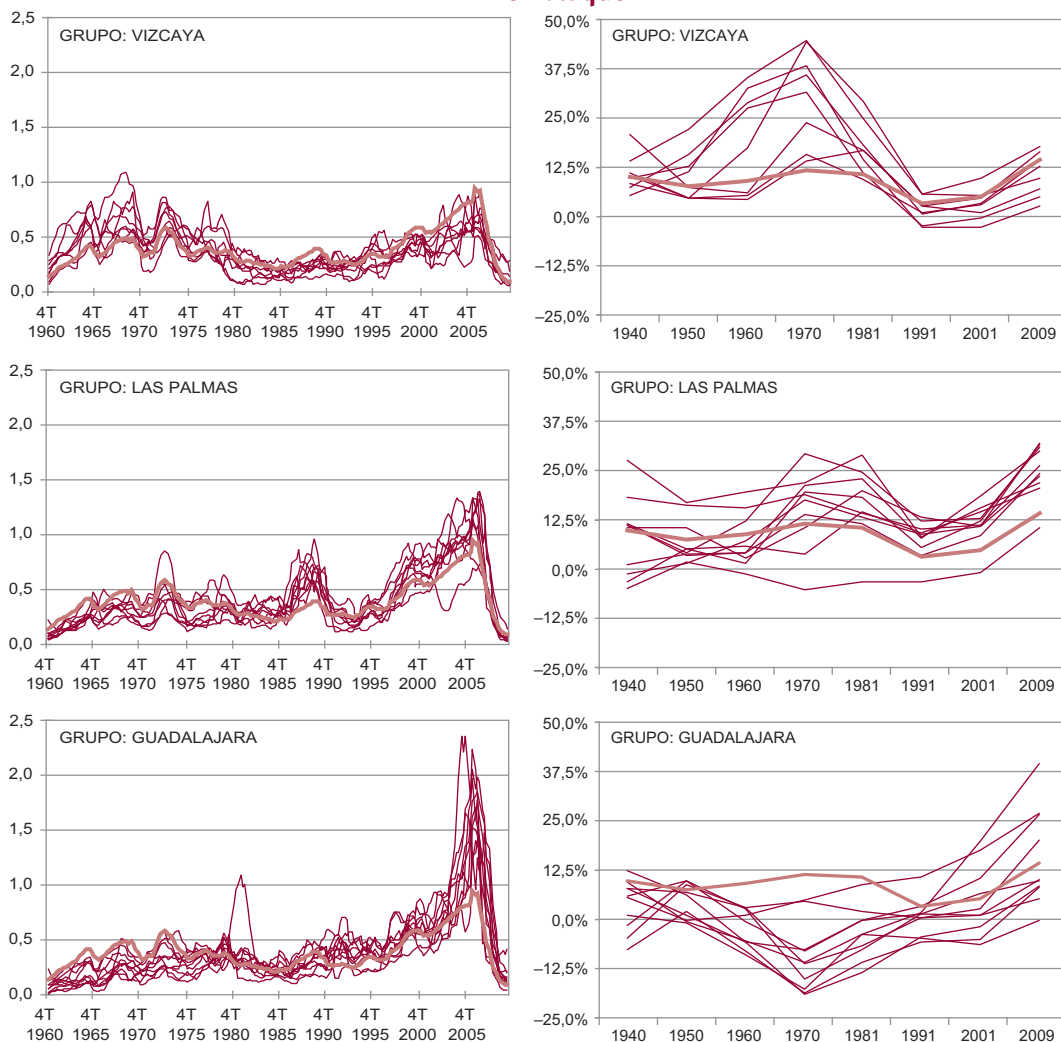 2,5
GRUPO: VIZCAYA
2,0
1,5
1,0
0,5
0,0
4T 4T 4T 4T 4T 4T 4T 4T 4T 4T
1960 1965 1970 1975 1980 1985 1990 1995 2000 2005
50,0%
GRUPO: VIZCAYA
37,5%
25,0%
12,5%
0,0%
–12,5%
–25,0%
1940 1950 1960 1970 1981 1991 2001 2009
2,5
GRUPO: LAS PALMAS
2,0
1,5
1,0
0,5
0,0
4T 4T 4T 4T 4T 4T 4T 4T 4T 4T
1960 1965 1970 1975 1980 1985 1990 1995 2000 2005
50,0%
GRUPO: LAS PALMAS
37,5%
25,0%
12,5%
0,0%
–12,5%
–25,0%
1940 1950 1960 1970 1981 1991 2001 2009
2,5
GRUPO: GUADALAJARA
2,0
1,5
1,0
0,5
0,0
4T 4T 4T 4T 4T 4T 4T 4T 4T 4T
1960 1965 1970 1975 1980 1985 1990 1995 2000 2005
50,0%
GRUPO: GUADALAJARA
37,5%
25,0%
12,5%
0,0%
–12,5%
–25,0%
1940 1950 1960 1970 1981 1991 2001 2009